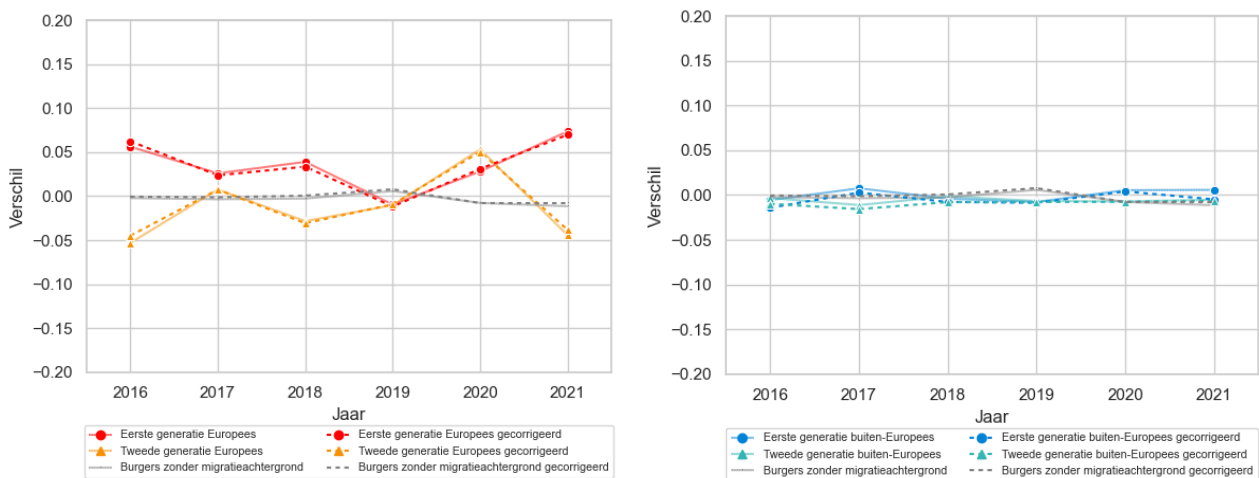 0.20
0.15
0.10
0.05
0.00
−0.05
−0.10
−0.15
−0.20
Verschil
2016 2017 2018 2019 2020 2021
Jaar
Eerste generatie Europees Eerste generatie Europees gecorrigeerd
Tweede generatie Europees Tweede generatie Europees gecorrigeerd
Burgers zonder migratieachtergrond Burgers zonder migratieachtergrond gecorrigeerd
0.20
0.15
0.10
0.05
0.00
−0.05
−0.10
−0.15
−0.20
Verschil
2016 2017 2018 2019 2020 2021
Jaar
Eerste generatie buiten-Europees Eerste generatie buiten-Europees gecorrigeerd
Tweede generatie buiten-Europees Tweede generatie buiten-Europees gecorrigeerd
Burgers zonder migratieachtergrond Burgers zonder migratieachtergrond gecorrigeerd